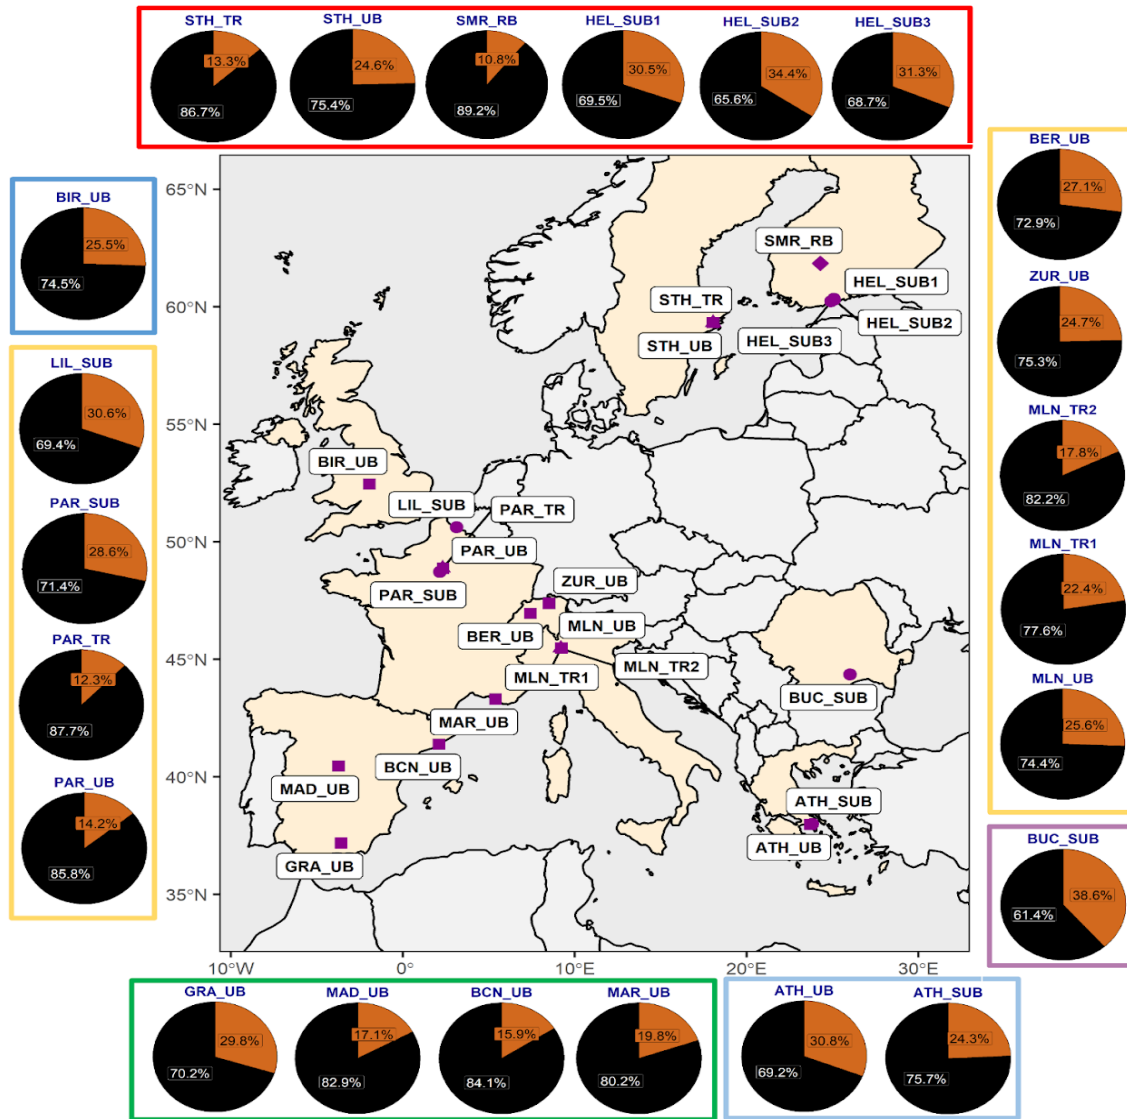 STH_TR STH_UB SMR_RB HEL_SUB1 HEL_SUB2 HEL_SUB3
13.3% 24.6% 10.8% 30.5% 34.4% 31.3%
86.7% 75.4% 89.2% 69.5% 65.6% 68.7%
BIR_UB
25.5%
74.5%
LIL_SUB
30.6%
69.4%
PAR_SUB
28.6%
71.4%
PAR_TR
12.3%
87.7%
PAR_UB
14.2%
85.8%
65°N
60°N
55°N
50°N
45°N
40°N
35°N
10°W 0° 10°E 20°E 30°E
SMR_RB
HEL_SUB1
STH_TR
HEL_SUB2
STH_UB
HEL_SUB3
BIR_UB
LIL_SUB
PAR_TR
PAR_UB
PAR_SUB
ZUR_UB
BER_UB
MLN_UB
MLN_TR2
MLN_TR1
BUC_SUB
MAR_UB
BCN_UB
MAD_UB
ATH_SUB
ATH_UB
GRA_UB
BER_UB
27.1%
72.9%
ZUR_UB
24.7%
75.3%
MLN_TR2
17.8%
82.2%
MLN_TR1
22.4%
77.6%
MLN_UB
25.6%
74.4%
BUC_SUB
38.6%
61.4%
GRA_UB MAD_UB BCN_UB MAR_UB
29.8% 17.1% 15.9% 19.8%
70.2% 82.9% 84.1% 80.2%
ATH_UB ATH_SUB
30.8% 24.3%
69.2% 75.7%